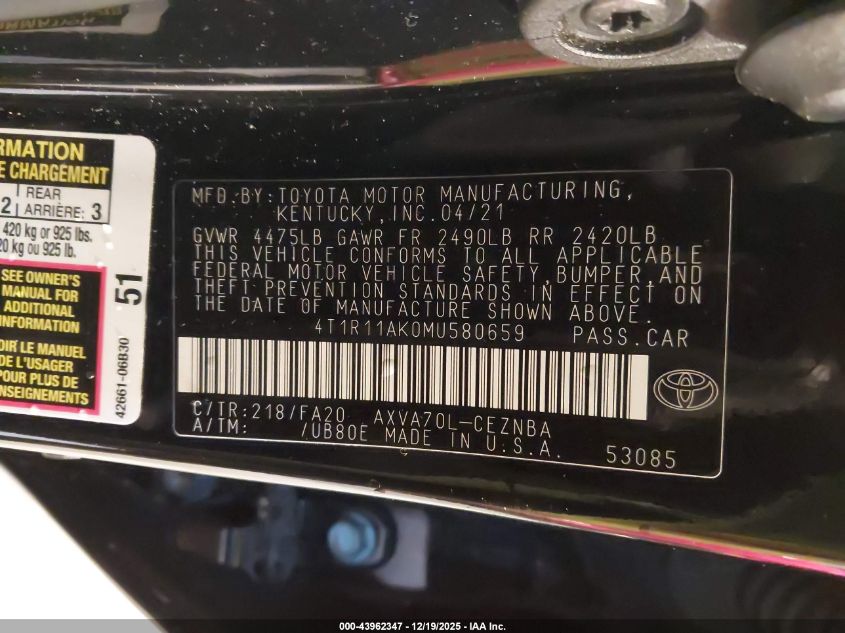 RMATION
E CHARGEMENT
2 REAR
ARRIÈRE: 3
420 kg or 925 lbs.
20 kg ou 925 lb.
SEE OWNER'S
MANUAL FOR
ADDITIONAL
INFORMATION
OIR LE MANUEL
DE L'USAGER
POUR PLUS DE
ENSEIGNEMENTS
51
42661-06B30
MFD. BY: TOYOTA MOTOR MANUFACTURING,
KENTUCKY, INC. 04/21
GVWR 4475LB GAWR FR 2490LB RR 2420LB
THIS VEHICLE CONFORMS TO ALL APPLICABLE
FEDERAL MOTOR VEHICLE SAFETY, BUMPER, AND
THEFT PREVENTION STANDARDS IN EFFECT ON
THE DATE OF MANUFACTURE SHOWN ABOVE.
4T1R11AK0MU580659 PASS.CAR
C/TR:218/FA20 AXVA70L-CEZNBA
A/TM: /UB80E MADE IN U.S.A.
53085
000-43962347 - 12/19/2025 - IAA Inc.